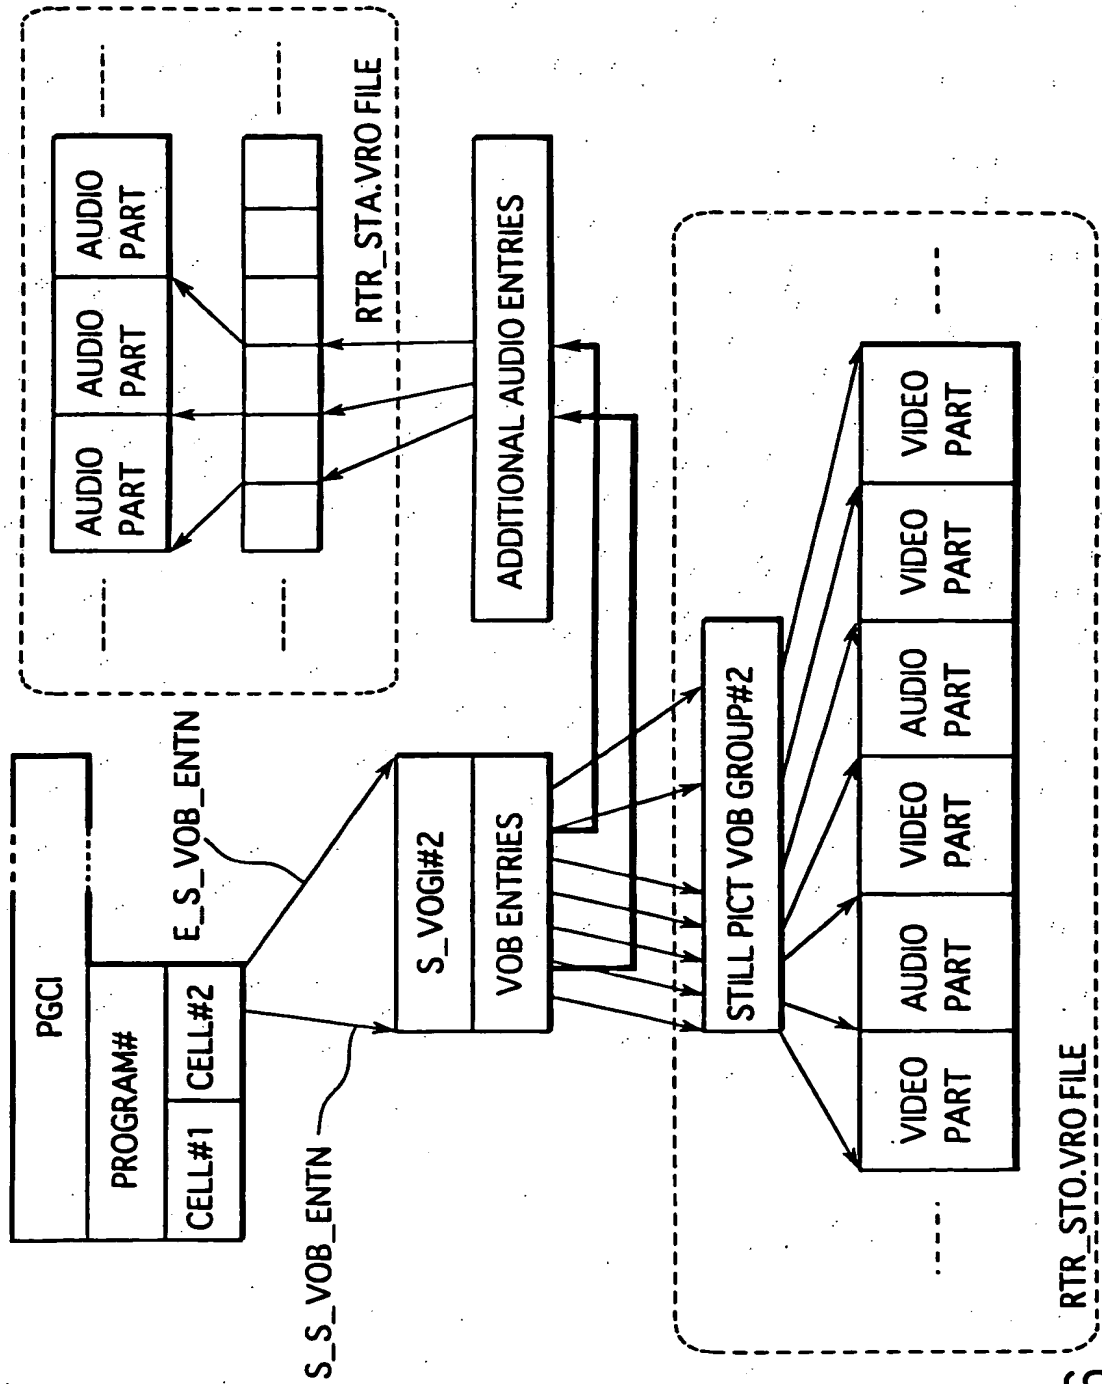 PGCI
PROGRAM#
CELL#1
CELL#2
S_S_VOB_ENTN
E_S_VOB_ENTN
AUDIO
PART
AUDIO
PART
AUDIO
PART
RTR_STA.VRO FILE
S_VOGI#2
VOB ENTRIES
ADDITIONAL AUDIO ENTRIES
STILL PICT VOB GROUP#2
VIDEO
PART
AUDIO
PART
VIDEO
PART
AUDIO
PART
VIDEO
PART
VIDEO
PART
RTR_STO.VRO FILE